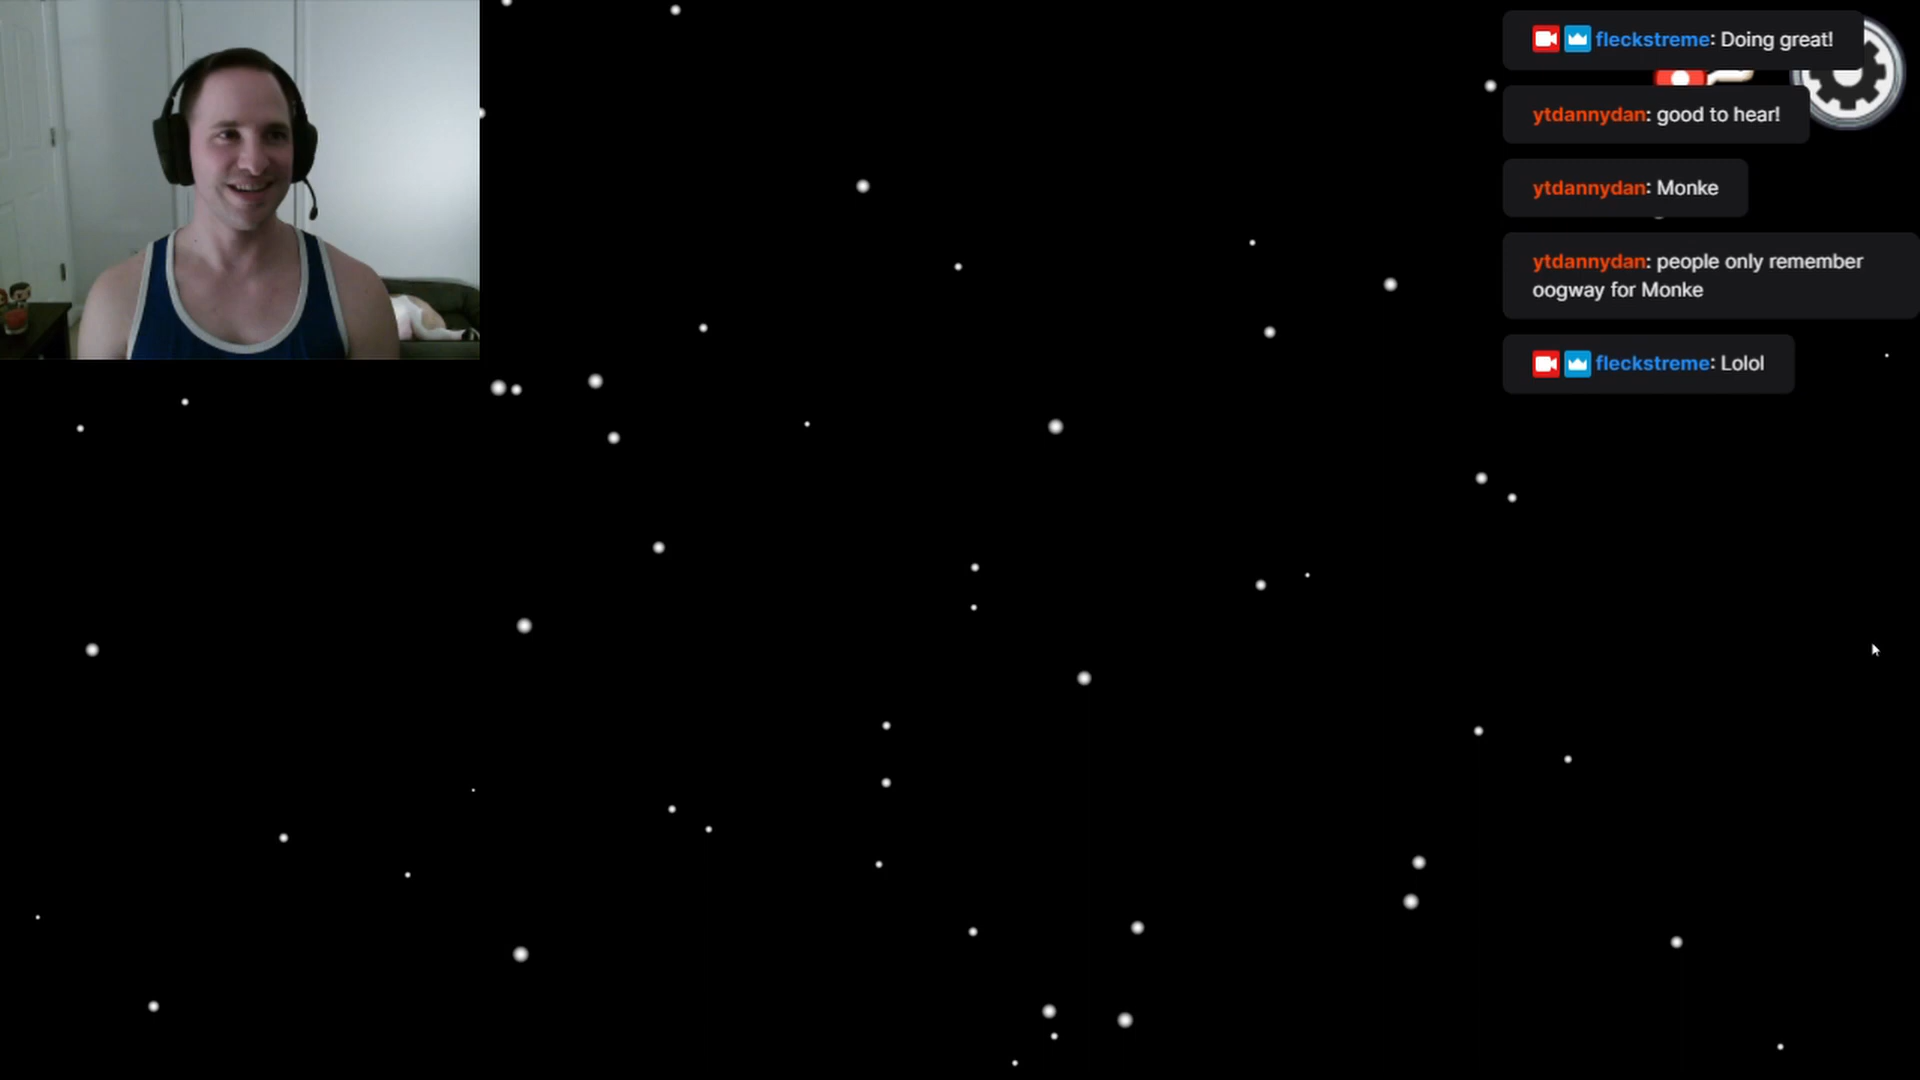 fleckstreme: Doing great!
ytdannydan: good to hear!
ytdannydan: Monke
ytdannydan: people only remember
oogway for Monke
fleckstreme: Lolol